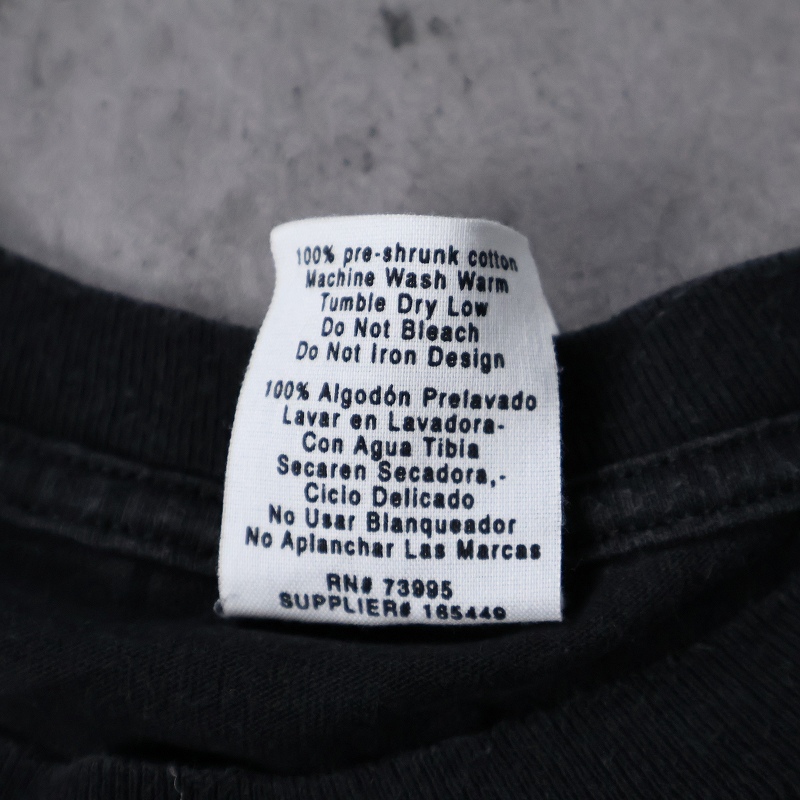 100% pre-shrunk cotton
Machine Wash Warm
Tumble Dry Low
Do Not Bleach
Do Not Iron Design
100% Algodón Prelavado
Lavar en Lavadora-
Con Agua Tibia
Secaren Secadora,-
Ciclo Delicado
No Usar Blanqueador
No Aplanchar Las Marcas
RN# 73995
SUPPLIER# 165449